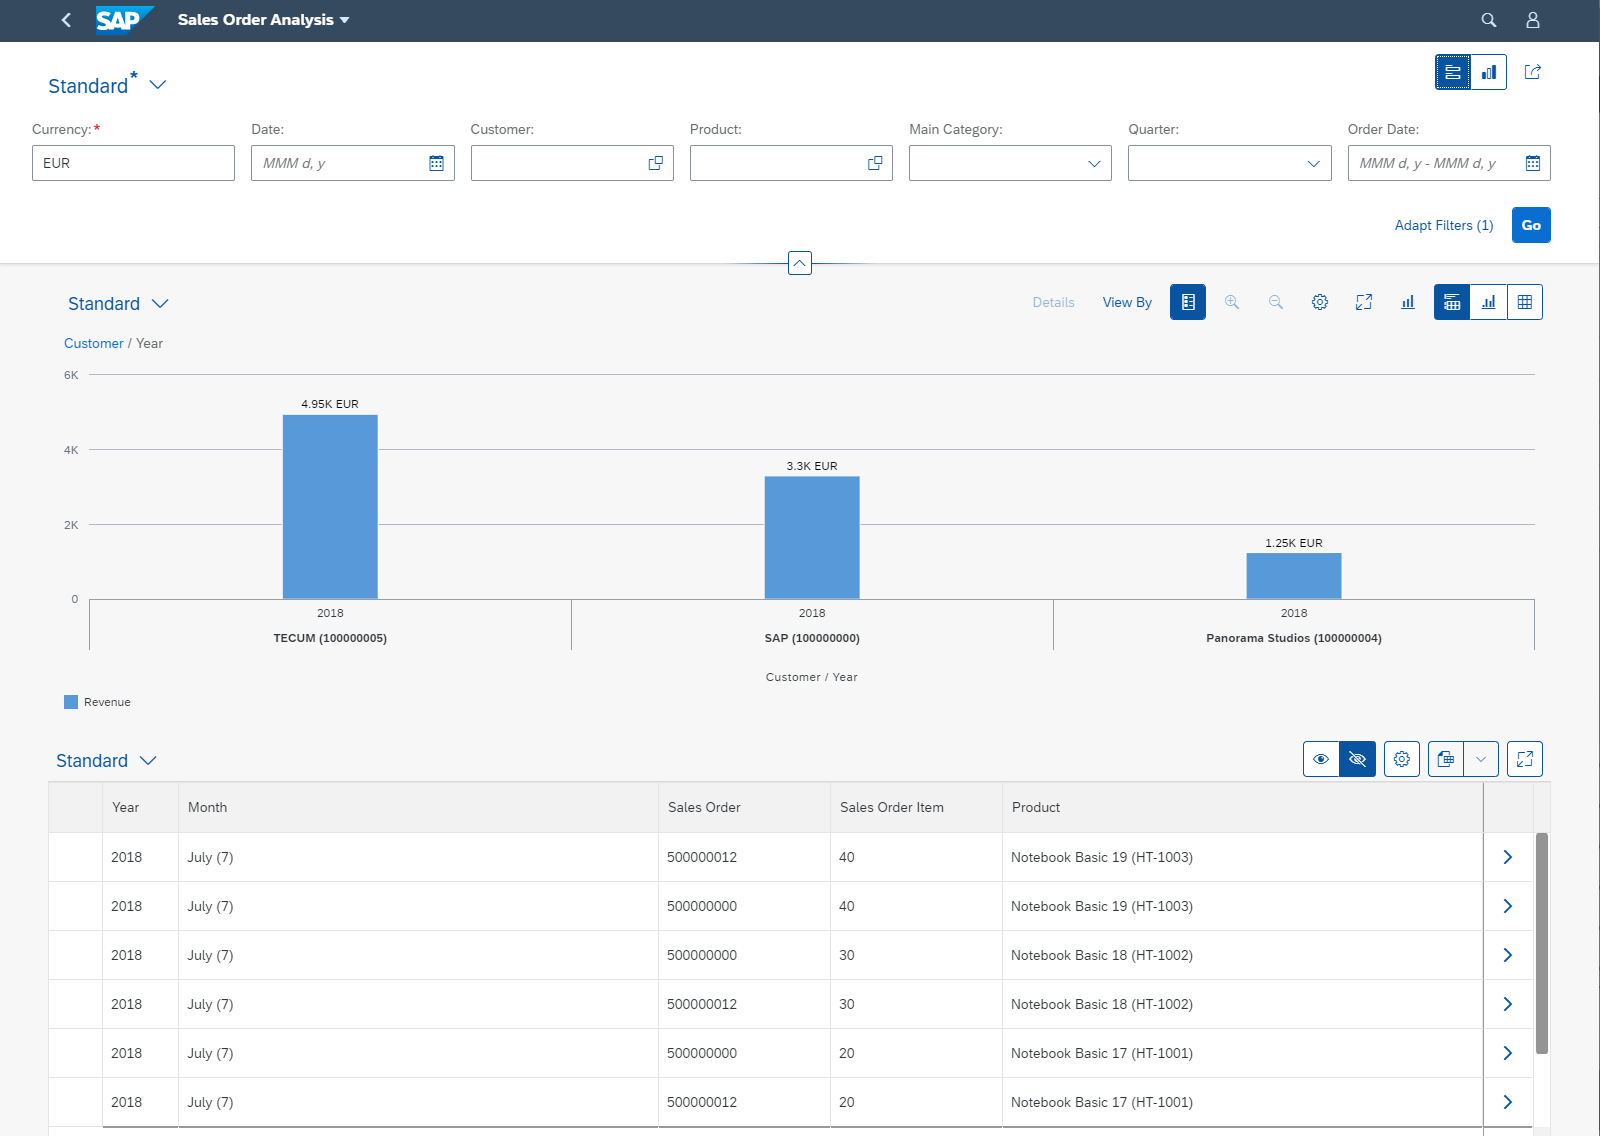 SAP Sales Order Analysis
Standard*
Currency:* Date: Customer: Product: Main Category: Quarter: Order Date:
EUR MMM d, y MMM d, y - MMM d, y
Adapt Filters (1) Go
Standard Details View By
Customer / Year
6K
4.95K EUR
4K
3.3K EUR
2K
1.25K EUR
0
2018 2018 2018
TECUM (100000005) SAP (100000000) Panorama Studios (100000004)
Customer / Year
Revenue
Standard
Year Month Sales Order Sales Order Item Product
2018 July (7) 500000012 40 Notebook Basic 19 (HT-1003)
2018 July (7) 500000000 40 Notebook Basic 19 (HT-1003)
2018 July (7) 500000000 30 Notebook Basic 18 (HT-1002)
2018 July (7) 500000012 30 Notebook Basic 18 (HT-1002)
2018 July (7) 500000000 20 Notebook Basic 17 (HT-1001)
2018 July (7) 500000012 20 Notebook Basic 17 (HT-1001)